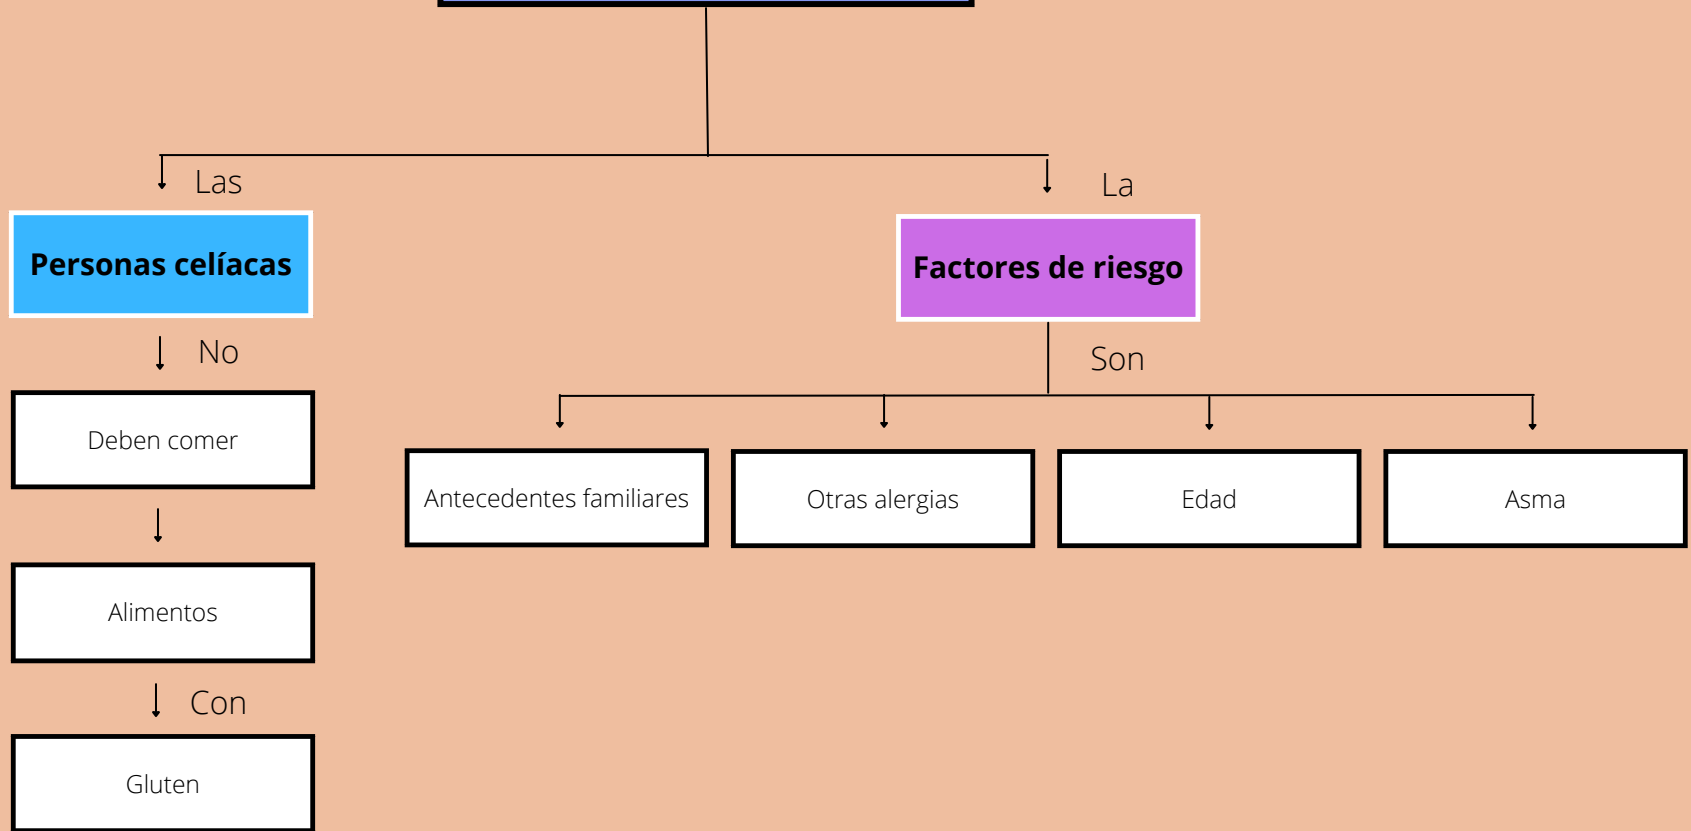 Las
La
Personas celíacas
Factores de riesgo
No
Son
Deben comer
Antecedentes familiares
Otras alergias
Edad
Asma
Alimentos
Con
Gluten